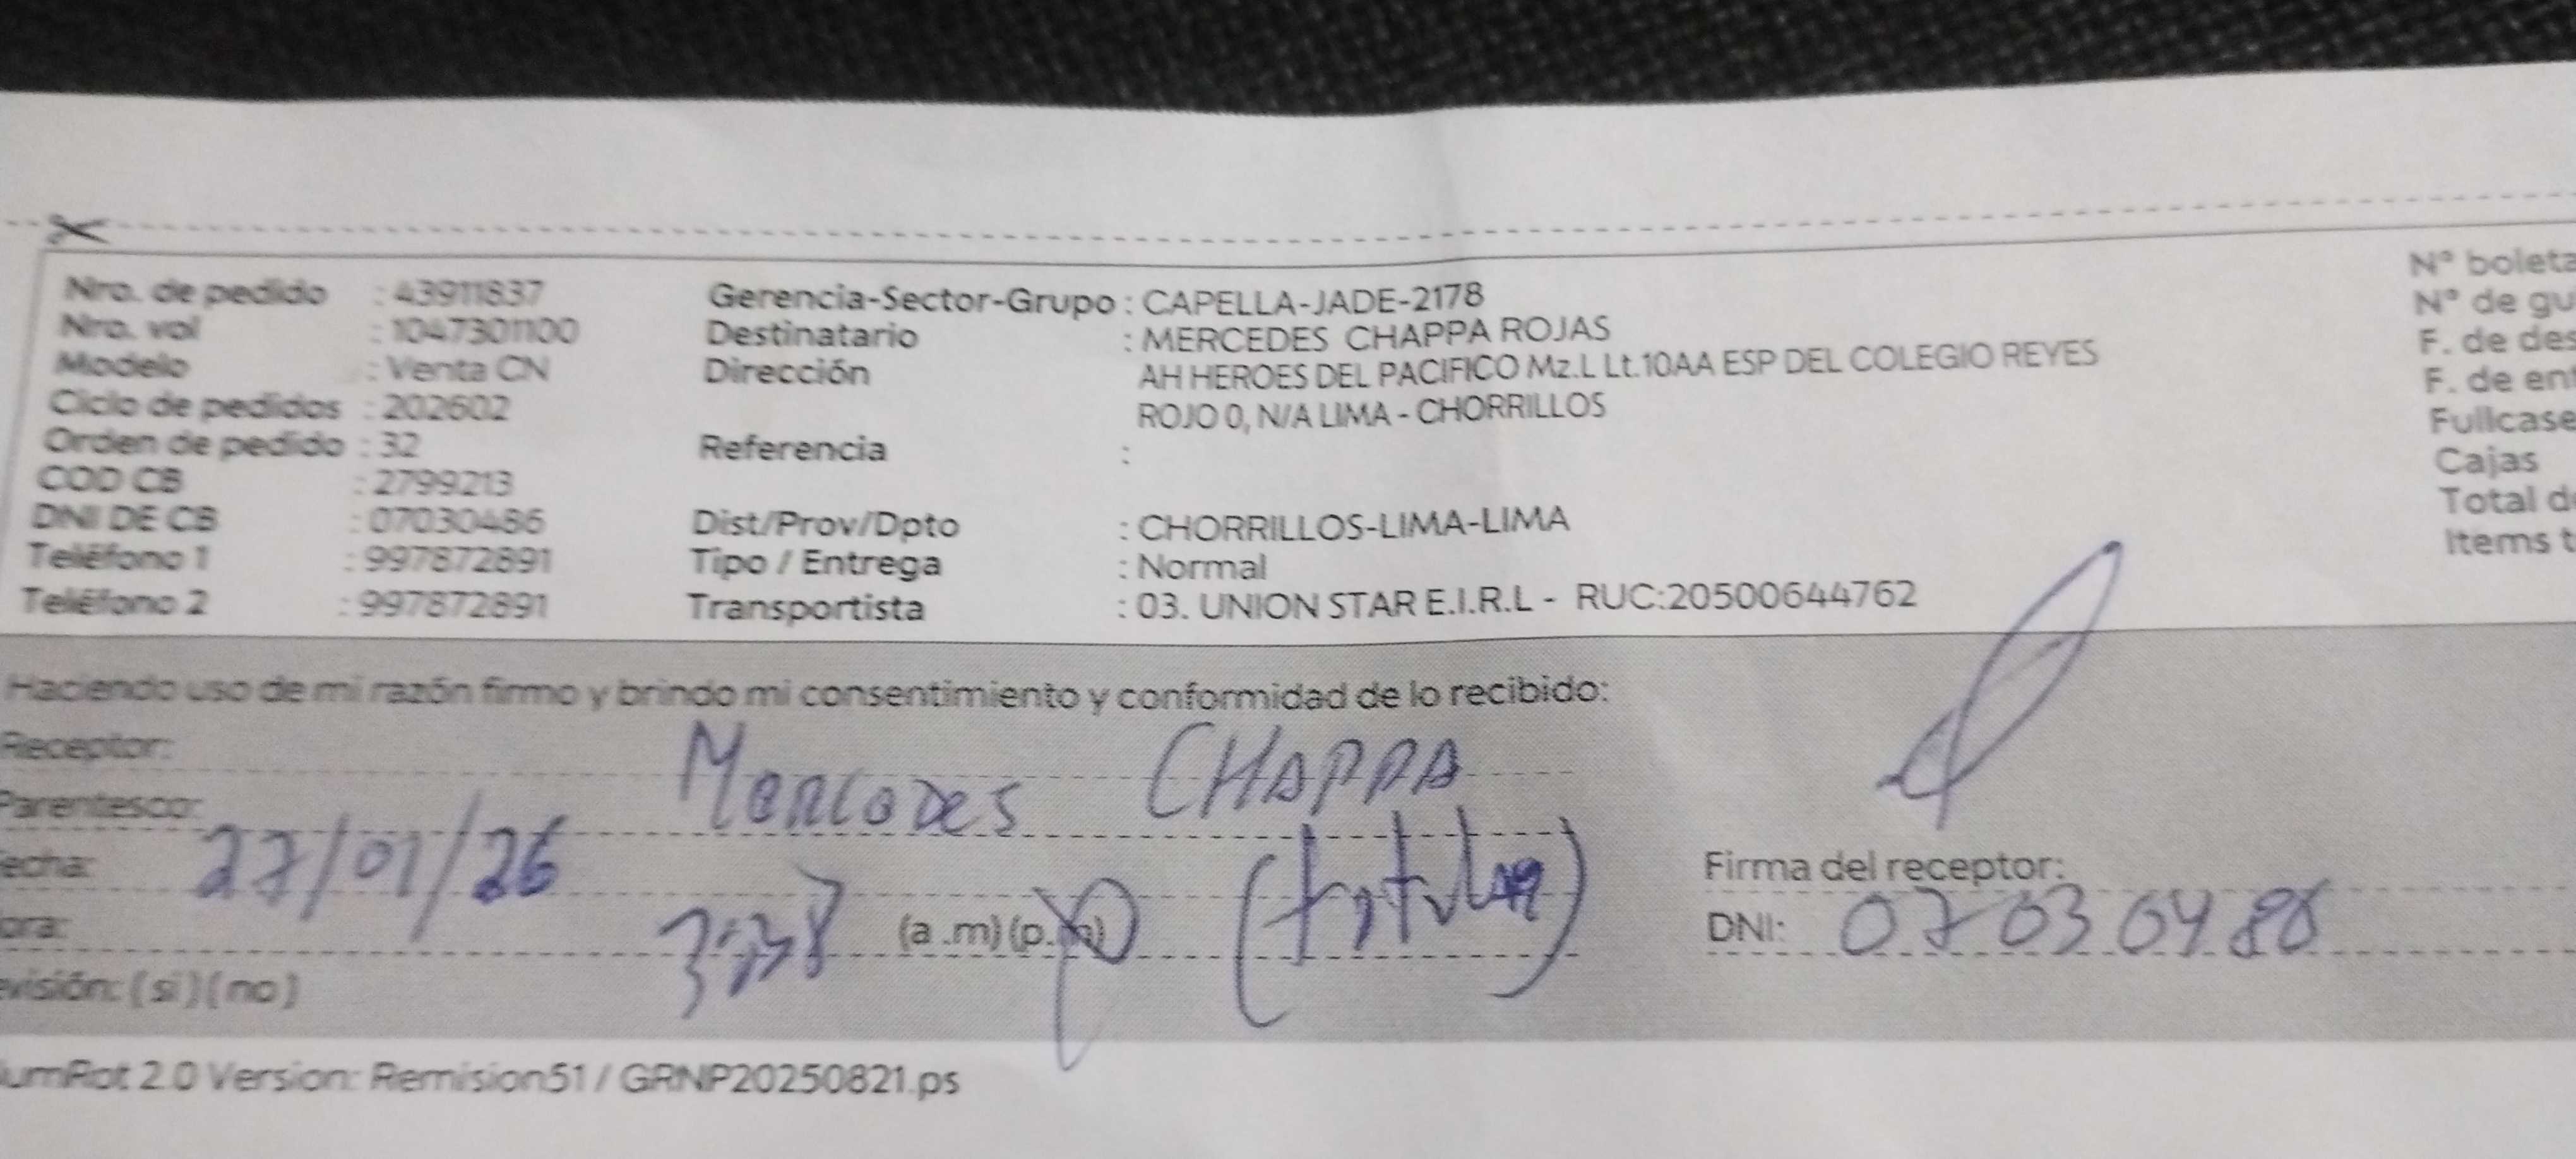 Nro. de pedido : 43911837
Nro. vol : 1047301100
Modelo : Venta CN
Ciclo de pedidos : 202602
Orden de pedido : 32
COD CB : 2799213
DNI DE CB : 07030486
Teléfono 1 : 997872891
Teléfono 2 : 997872891
Gerencia-Sector-Grupo : CAPELLA-JADE-2178
Destinatario : MERCEDES CHAPPA ROJAS
Dirección AH HEROES DEL PACIFICO Mz.L Lt.10AA ESP DEL COLEGIO REYES
ROJO 0, N/A LIMA - CHORRILLOS
Referencia :
Dist/Prov/Dpto : CHORRILLOS-LIMA-LIMA
Tipo / Entrega : Normal
Transportista : 03. UNION STAR E.I.R.L - RUC:20500644762
N° boleta
N° de gu
F. de des
F. de ent
Fullcase
Cajas
Total d
Items t
Haciendo uso de mi razón firmo y brindo mi consentimiento y conformidad de lo recibido:
Receptor: Mercedes CHAPPA
Parentesco: (titular)
echa: 27/01/26
ora: (a .m) (p.m)
evisión: (si) (no)
Firma del receptor:
DNI: 07030486
umRot 2.0 Version: Remision51 / GRNP20250821.ps